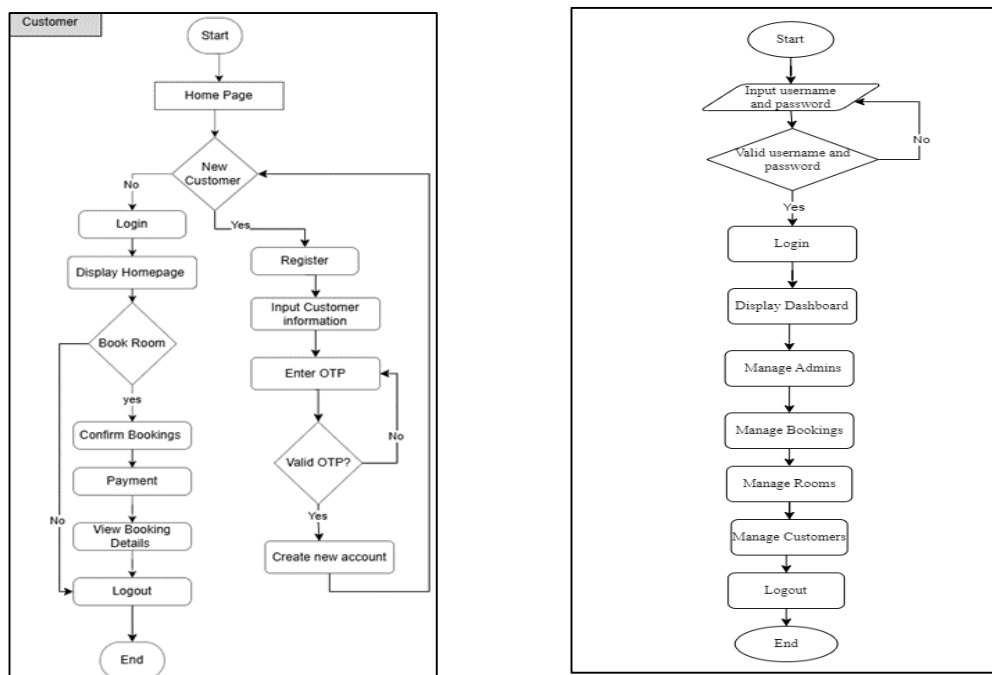 Customer
Start
Home Page
New
Customer
No
Yes
Login
Register
Display Homepage
Input Customer
information
Book Room
Enter OTP
yes
No
Confirm Bookings
Valid OTP?
Payment
No
Yes
View Booking
Details
Create new account
Logout
End
Start
Input username
and password
No
Valid username and
password
Yes
Login
Display Dashboard
Manage Admins
Manage Bookings
Manage Rooms
Manage Customers
Logout
End